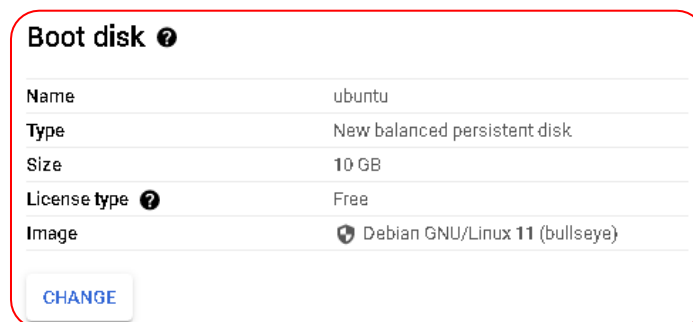 Boot disk
Name ubuntu
Type New balanced persistent disk
Size 10 GB
License type Free
Image Debian GNU/Linux 11 (bullseye)
CHANGE